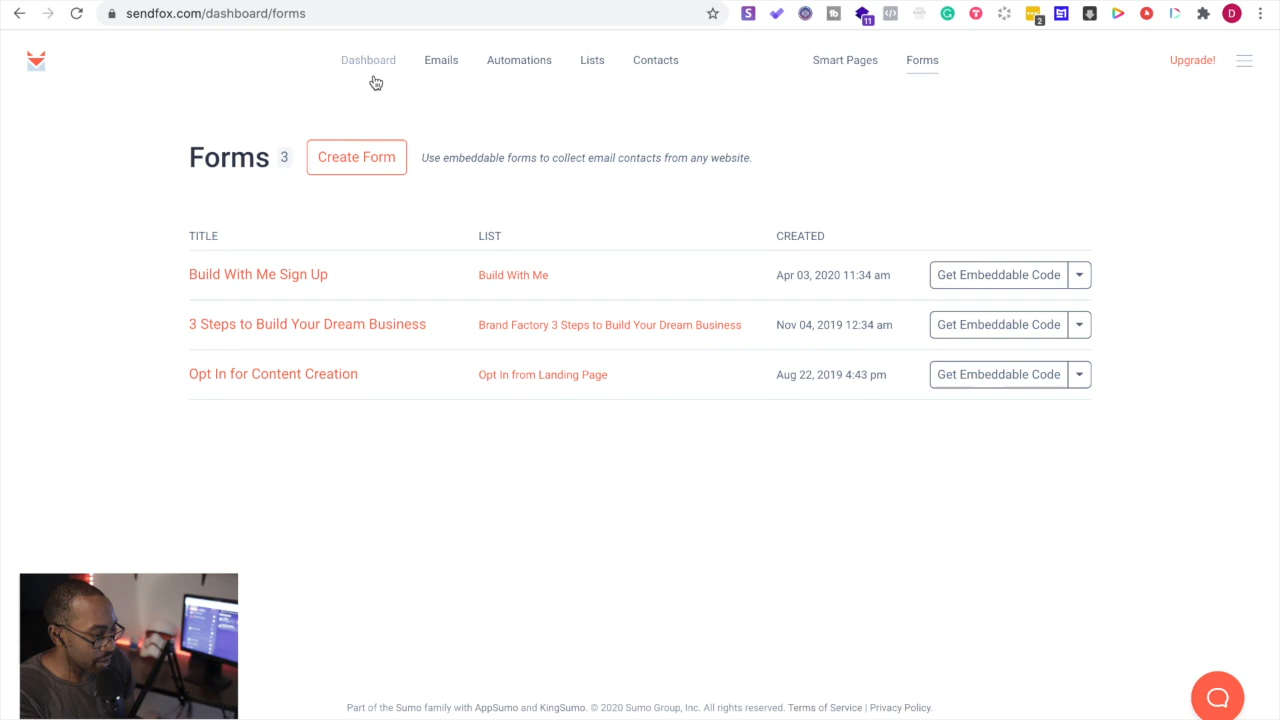 sendfox.com/dashboard/forms
S
11
2
D
Dashboard Emails Automations Lists Contacts Smart Pages Forms Upgrade!
Forms 3 Create Form Use embeddable forms to collect email contacts from any website.
TITLE LIST CREATED
Build With Me Sign Up Build With Me Apr 03, 2020 11:34 am Get Embeddable Code
3 Steps to Build Your Dream Business Brand Factory 3 Steps to Build Your Dream Business Nov 04, 2019 12:34 am Get Embeddable Code
Opt In for Content Creation Opt In from Landing Page Aug 22, 2019 4:43 pm Get Embeddable Code
Part of the Sumo family with AppSumo and KingSumo. © 2020 Sumo Group, Inc. All rights reserved. Terms of Service | Privacy Policy.